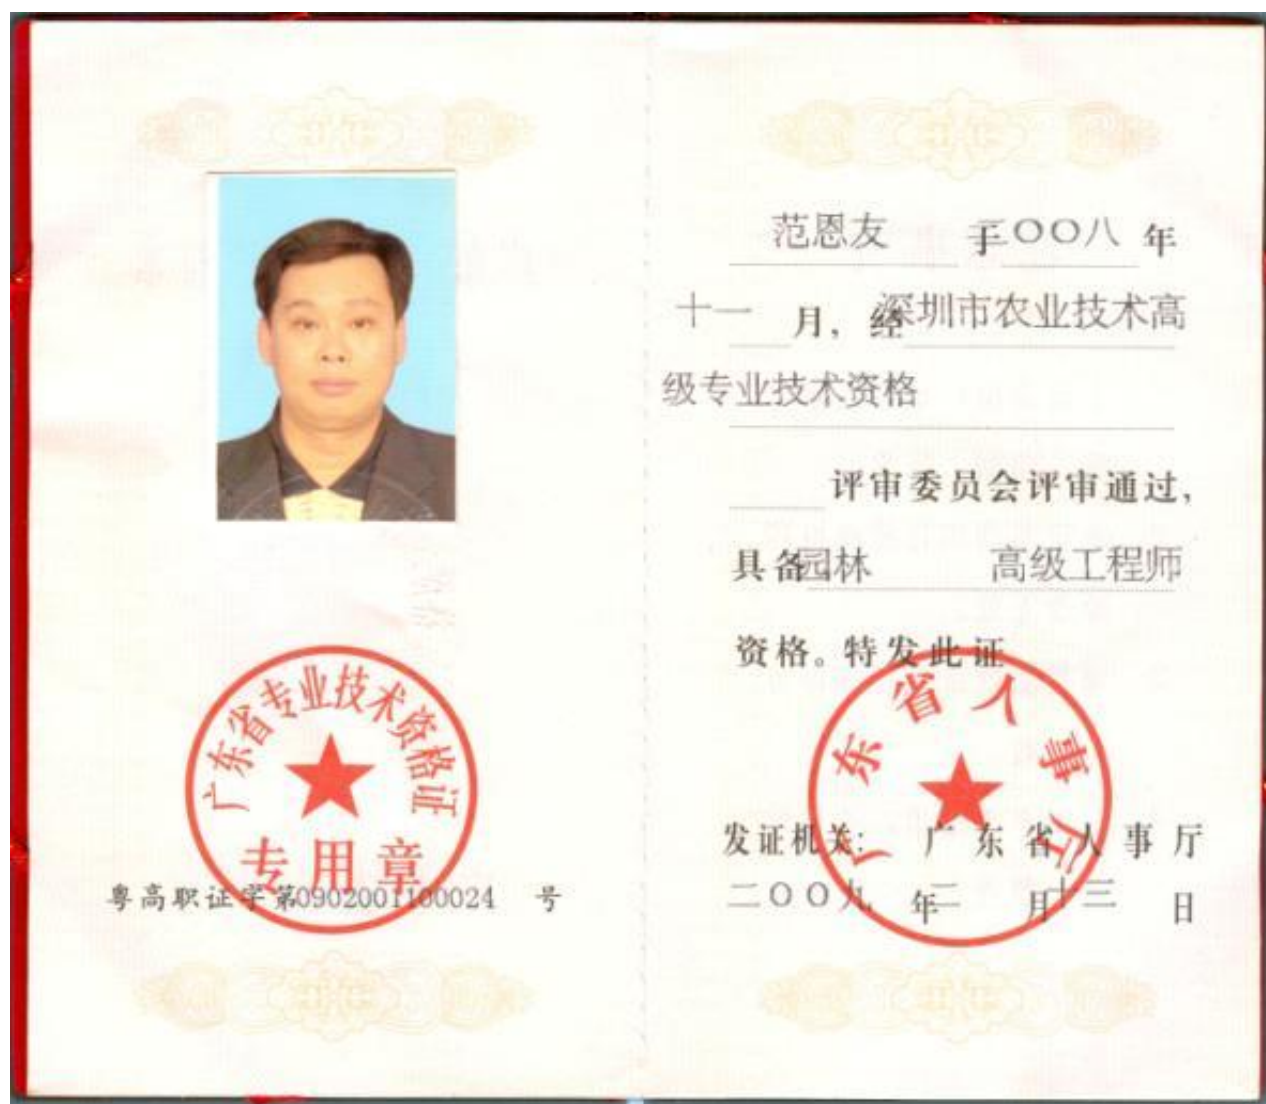 广东省专业技术资格证
专用章
粤高职证字第0902001100024号
范恩友 于二〇〇八年
十一月，经深圳市农业技术高
级专业技术资格
评审委员会评审通过，
具备园林 高级工程师
资格。特发此证
广东省人事厅
发证机关：广东省人事厅
二〇〇九年二月十三日